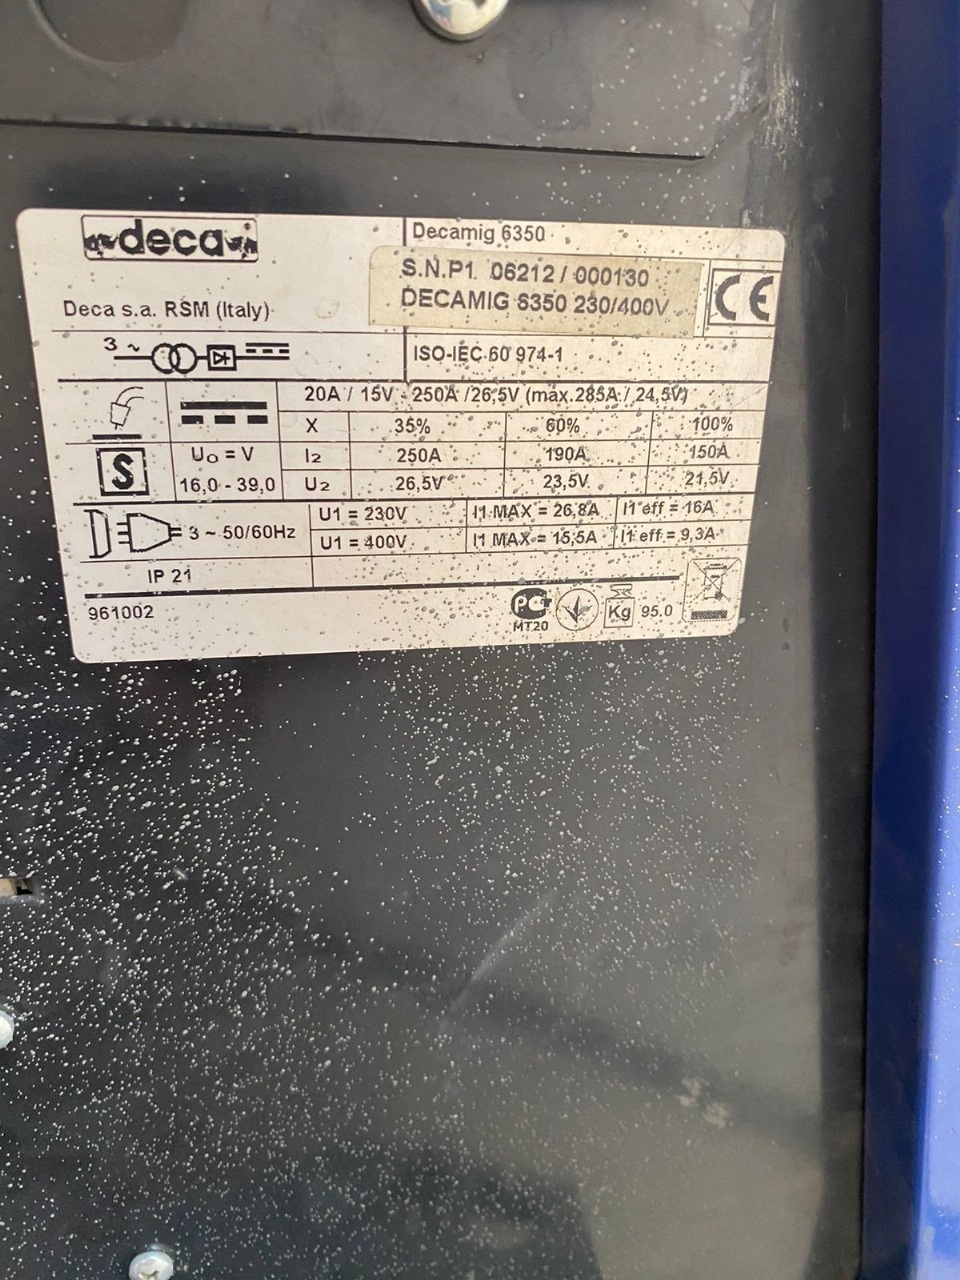 deca
Decamig 6350
S.N.P1 06212 / 000130
DECAMIG 6350 230/400V
CE
Deca s.a. RSM (Italy)
3 ~
ISO-IEC 60 974-1
20A / 15V - 250A / 26,5V (max.285A / 24,5V)
X 35% 60% 100%
S
U₀ = V
I₂ 250A 190A 150A
16,0 - 39,0
U₂ 26,5V 23,5V 21,5V
3 ~ 50/60Hz
U1 = 230V I1 MAX = 26,8A I1 eff = 16A
U1 = 400V I1 MAX = 15,5A I1 eff = 9,3A
IP 21
961002
PCT
MT20
Kg 95.0